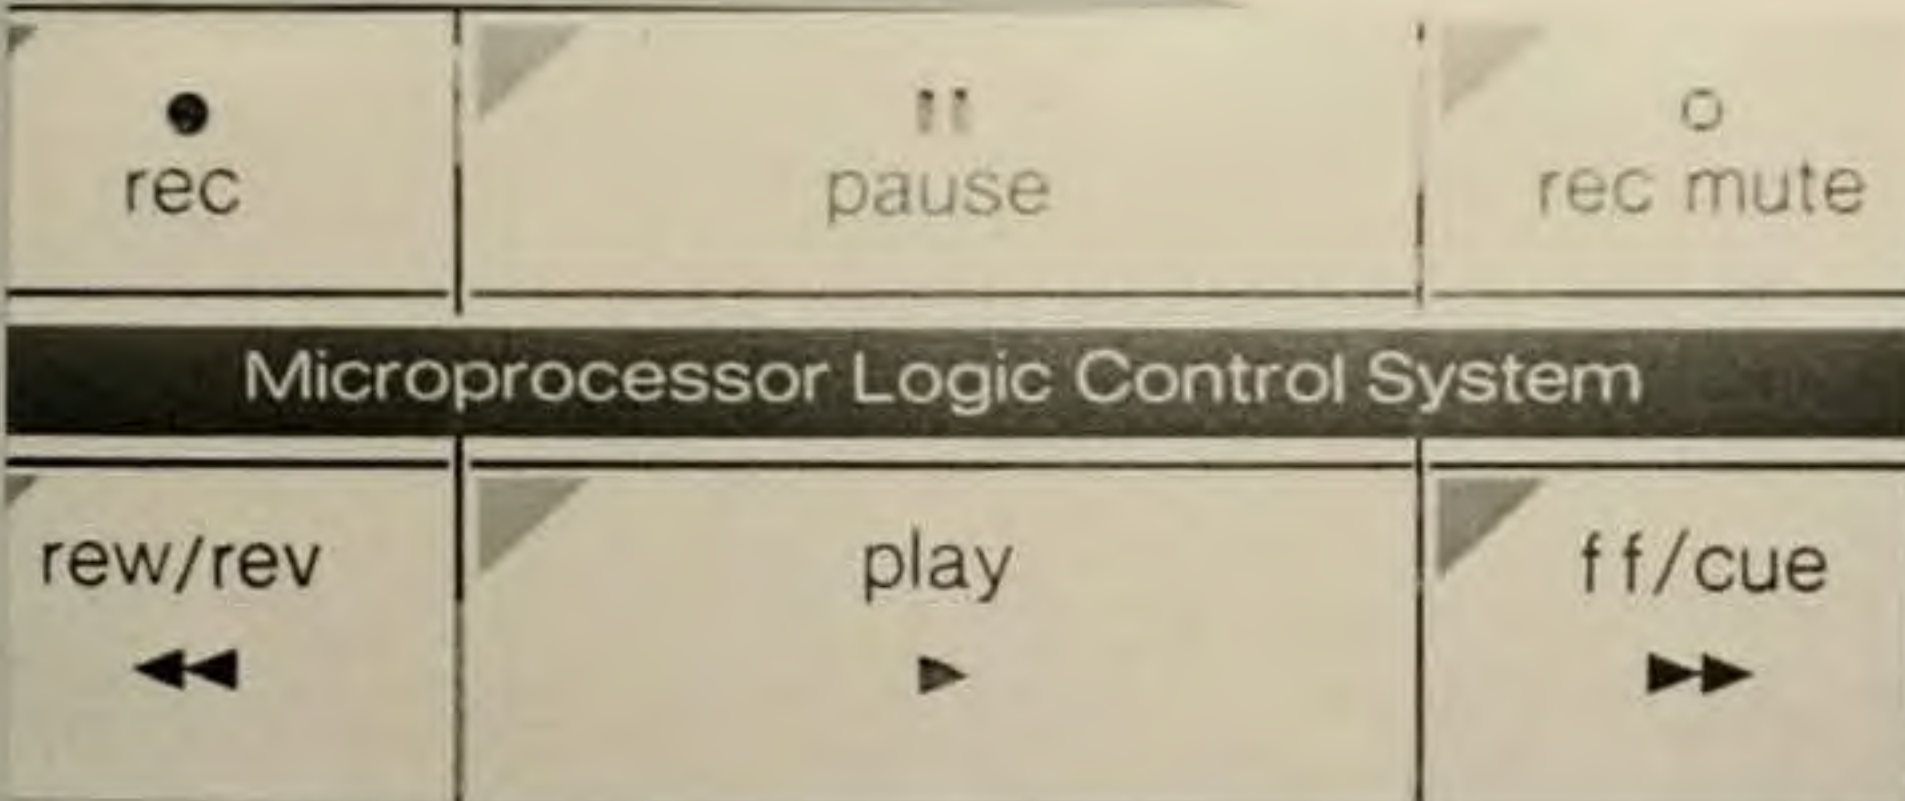 rec
pause
rec mute
Microprocessor Logic Control System
rew/rev
play
ff/cue